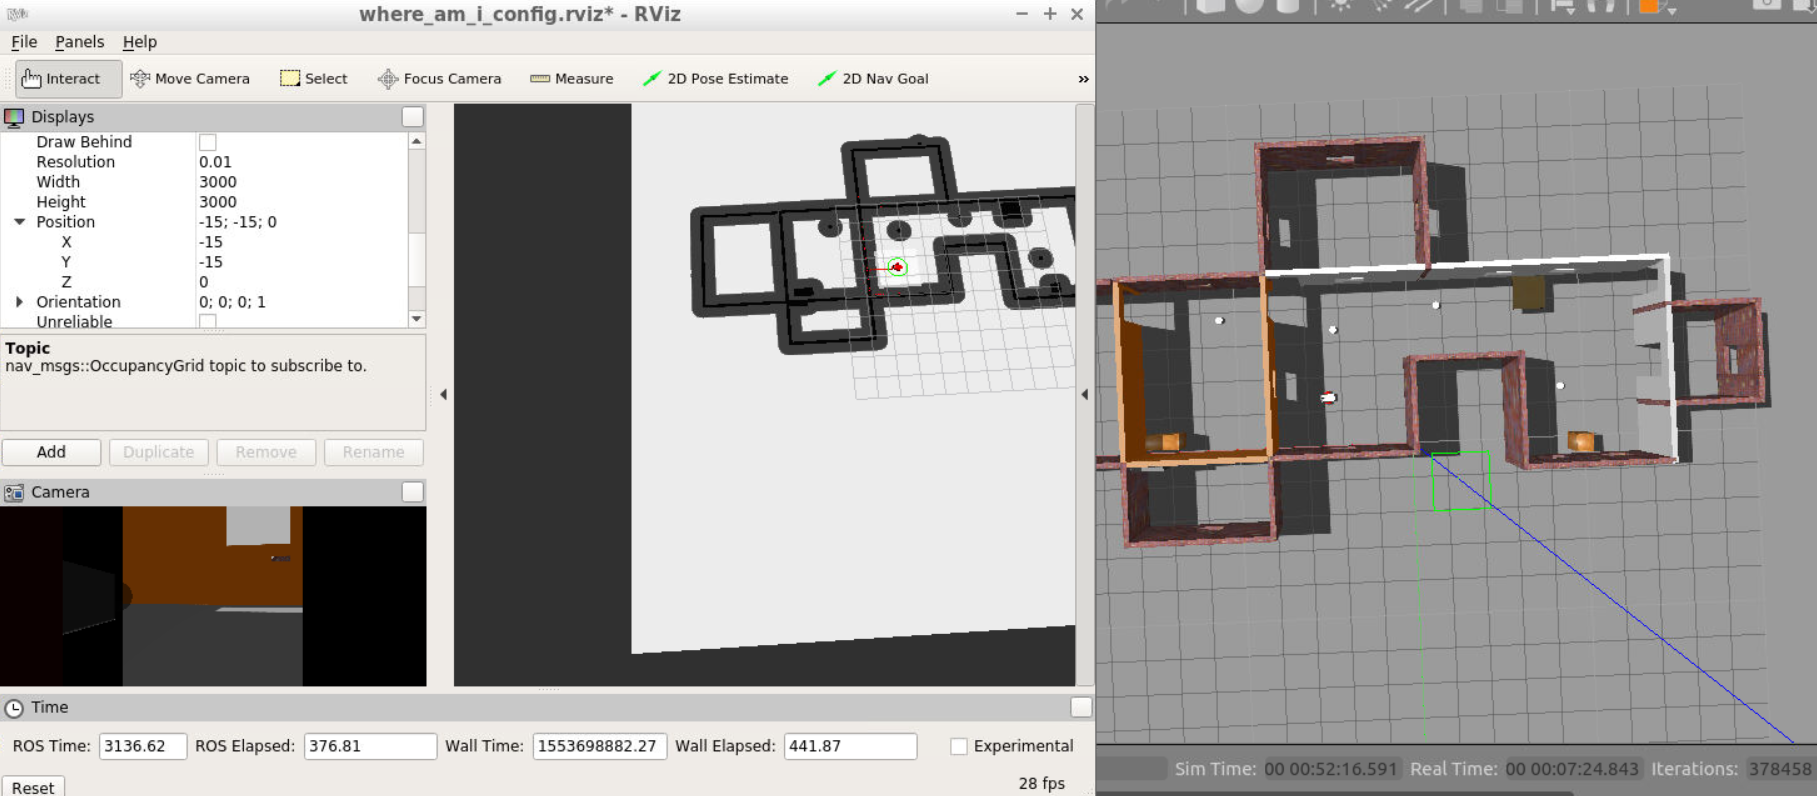 where_am_i_config.rviz* - RViz
File Panels Help
Interact Move Camera Select Focus Camera Measure 2D Pose Estimate 2D Nav Goal »
Displays
Draw Behind
Resolution 0.01
Width 3000
Height 3000
Position -15; -15; 0
X -15
Y -15
Z 0
Orientation 0; 0; 0; 1
Unreliable
Topic
nav_msgs::OccupancyGrid topic to subscribe to.
Add Duplicate Remove Rename
Camera
Time
ROS Time: 3136.62 ROS Elapsed: 376.81 Wall Time: 1553698882.27 Wall Elapsed: 441.87 Experimental
Reset 28 fps
Sim Time: 00 00:52:16.591 Real Time: 00 00:07:24.843 Iterations: 378458